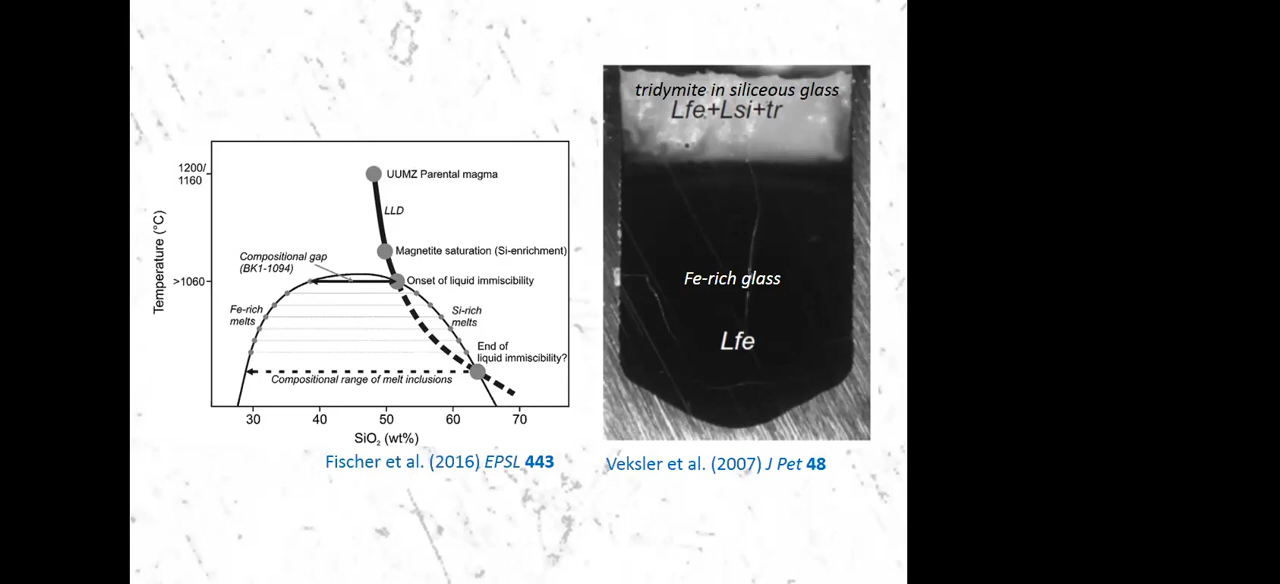 1200/
1160
UUMZ Parental magma
LLD
Magnetite saturation (Si-enrichment)
Compositional gap
(BK1-1094)
>1060
Onset of liquid immiscibility
Fe-rich
melts
Si-rich
melts
End of
liquid immiscibility?
Compositional range of melt inclusions
Temperature (°C)
30 40 50 60 70
SiO₂ (wt%)
Fischer et al. (2016) EPSL 443
tridymite in siliceous glass
Lfe+Lsi+tr
Fe-rich glass
Lfe
Veksler et al. (2007) J Pet 48